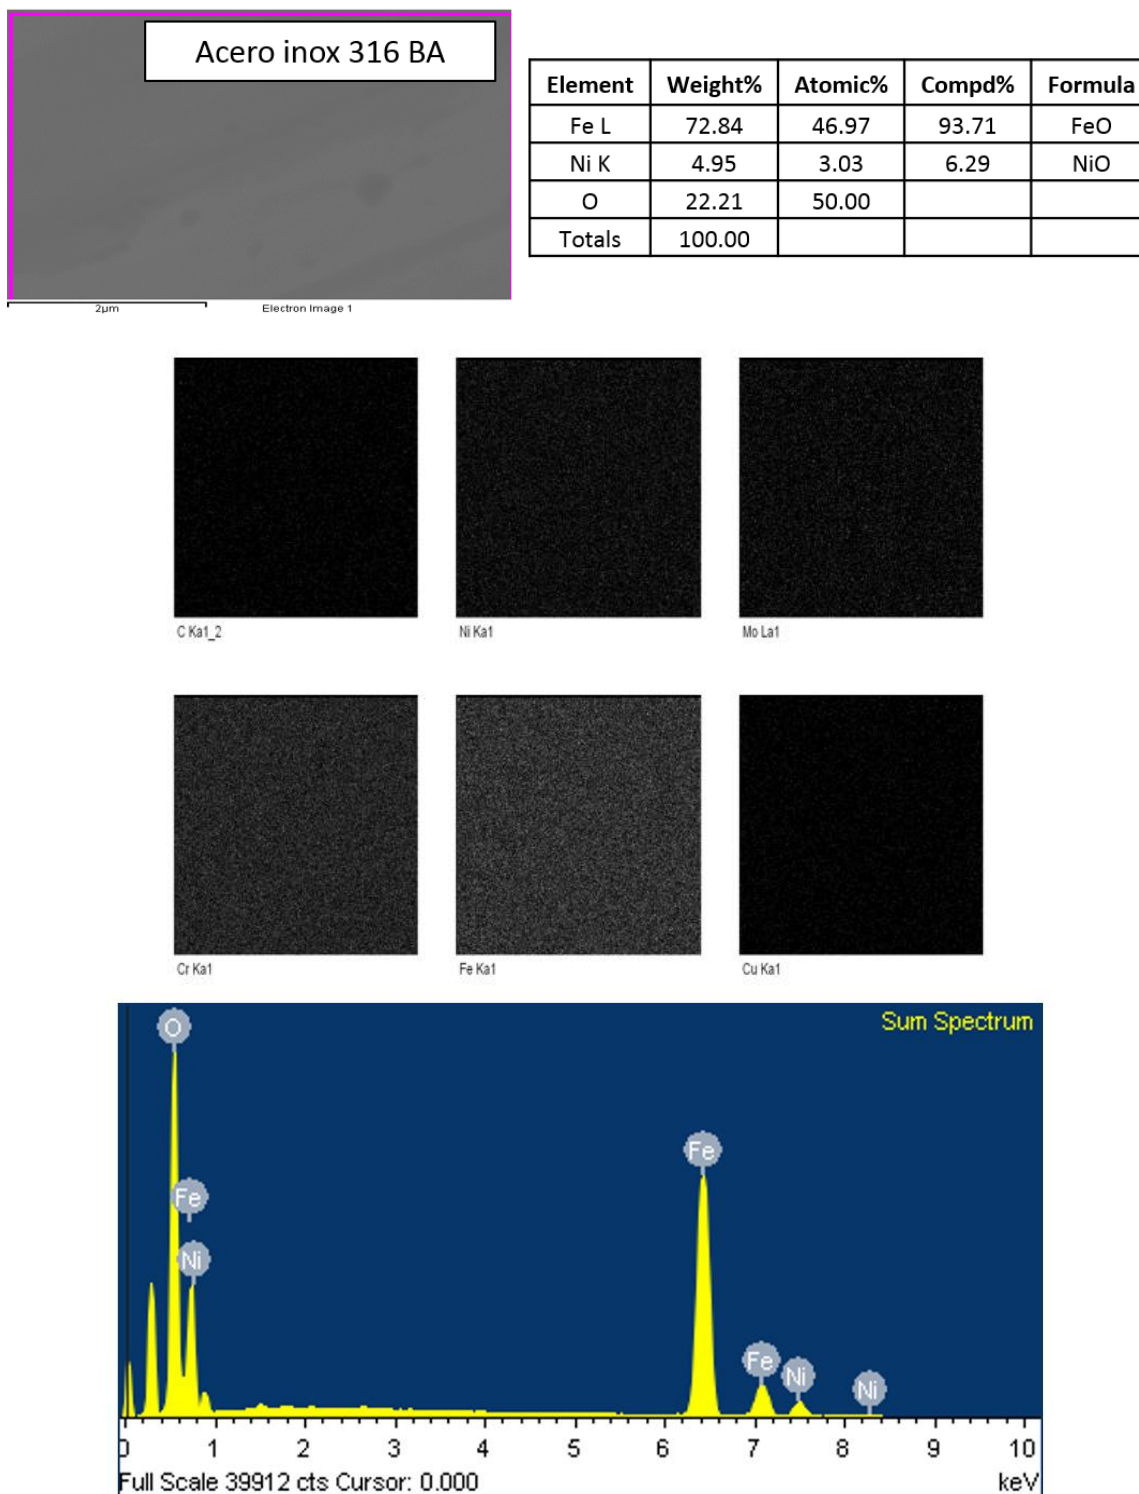 Acero inox 316 BA
2µm
Electron Image 1
Element Weight% Atomic% Compd% Formula
Fe L 72.84 46.97 93.71 FeO
Ni K 4.95 3.03 6.29 NiO
O 22.21 50.00
Totals 100.00
C Ka1_2
Ni Ka1
Mo La1
Cr Ka1
Fe Ka1
Cu Ka1
Sum Spectrum
O
Fe
Ni
Fe
Fe
Ni
Ni
0 1 2 3 4 5 6 7 8 9 10
Full Scale 39912 cts Cursor: 0.000 keV